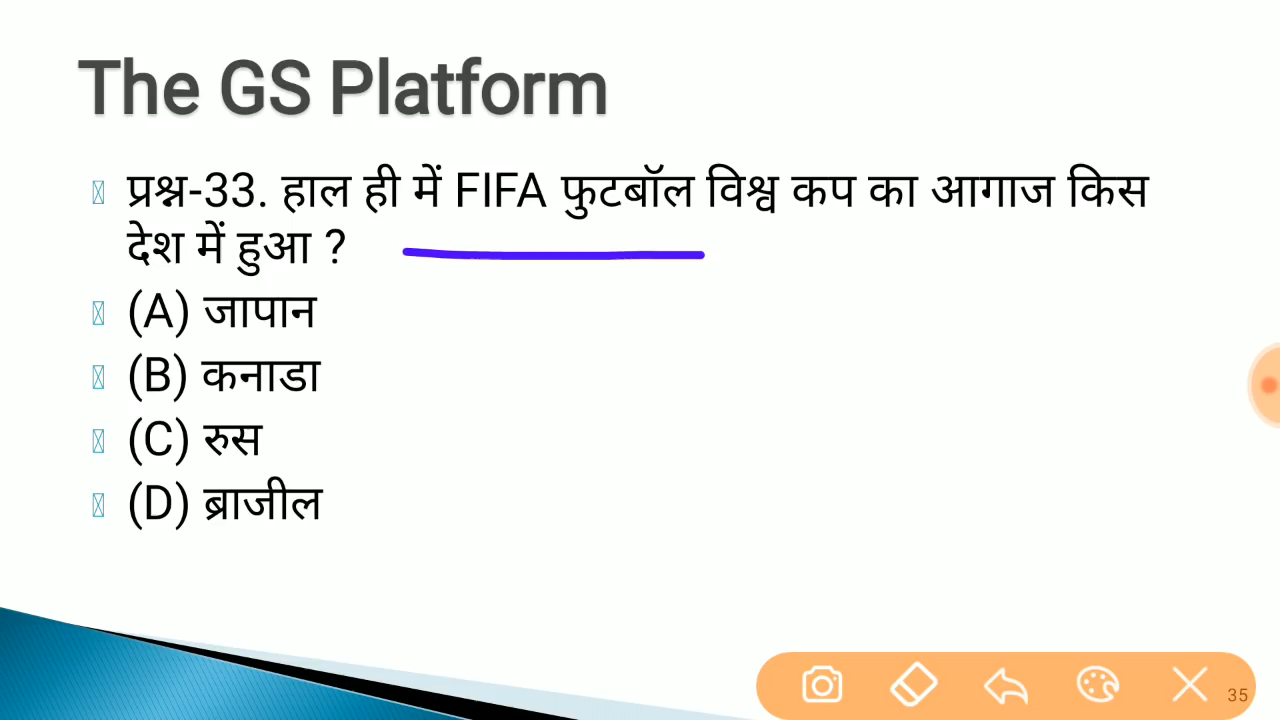 The GS Platform
प्रश्न-33. हाल ही में FIFA फुटबॉल विश्व कप का आगाज किस
देश में हुआ ?
(A) जापान
(B) कनाडा
(C) रुस
(D) ब्राजील
35